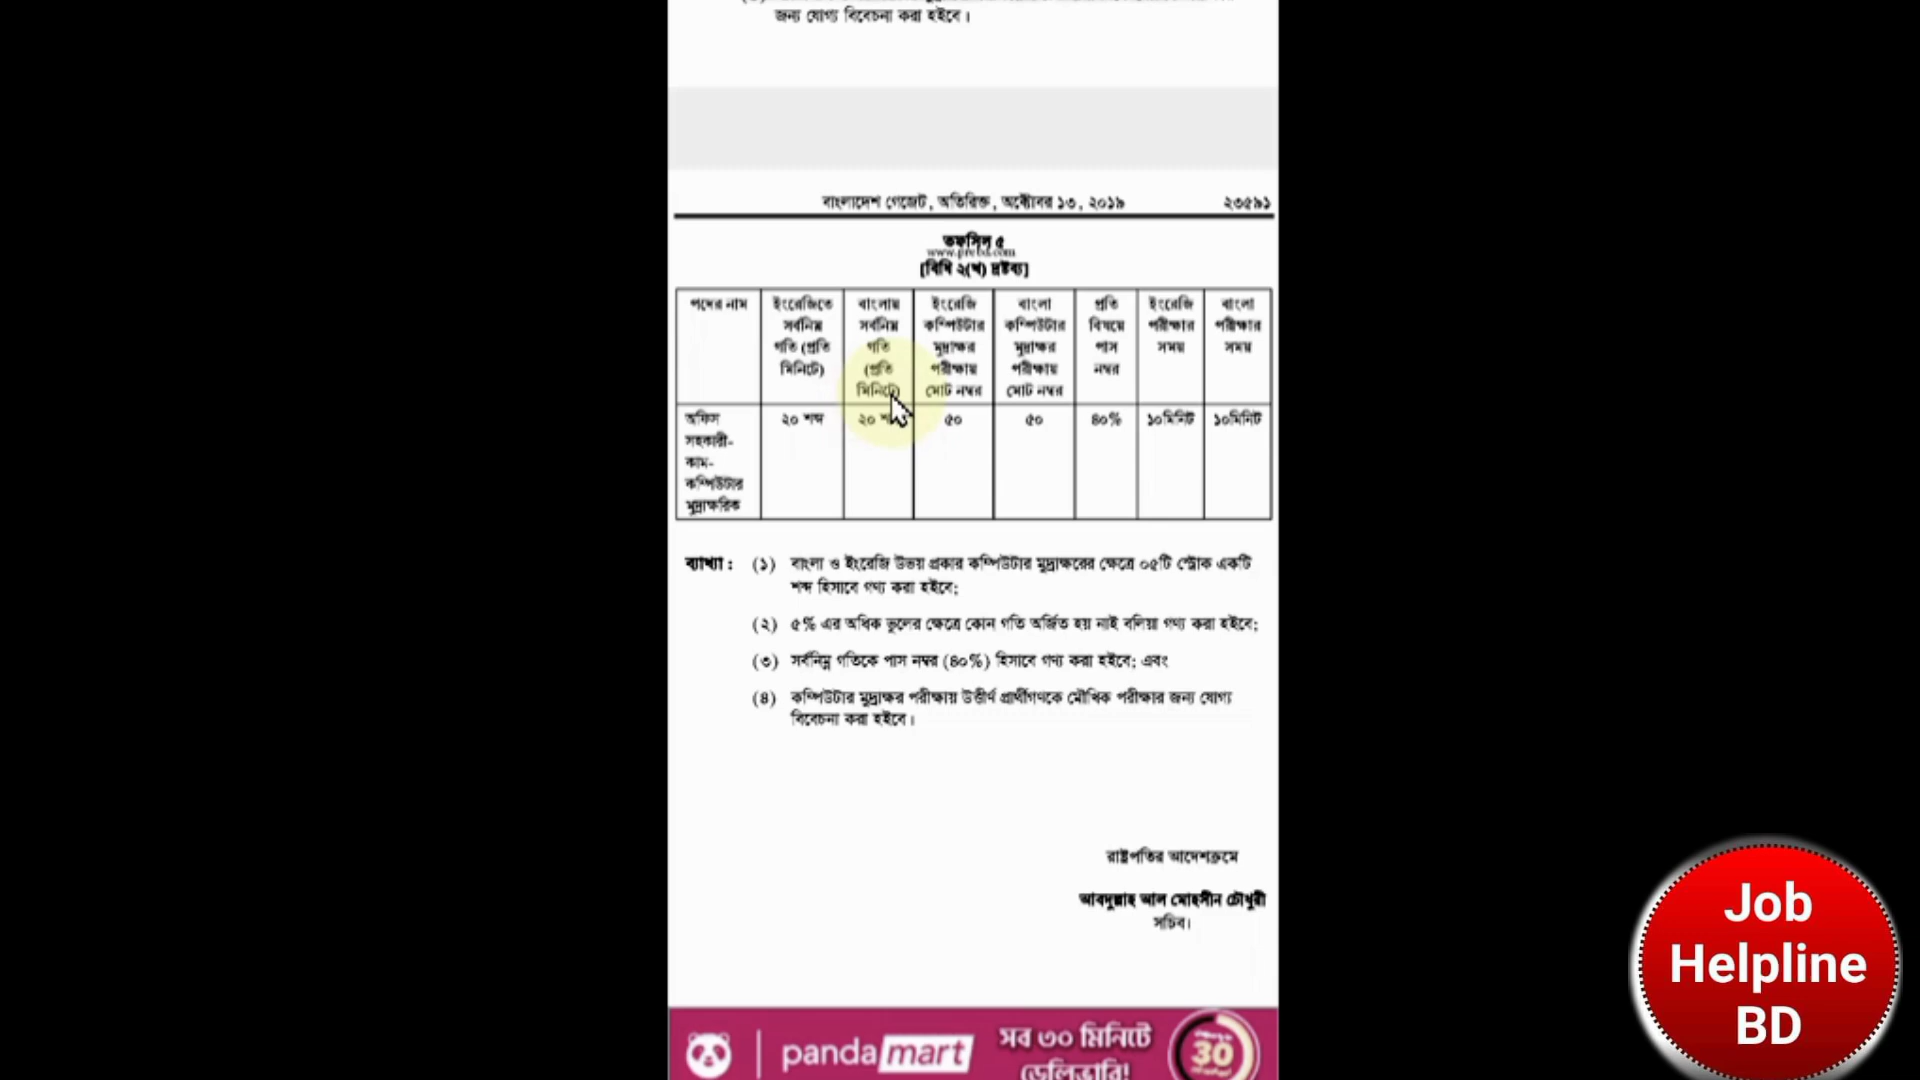 জন্য যোগ্য বিবেচনা করা হইবে।
বাংলাদেশ গেজেট, অতিরিক্ত, অক্টোবর ১৩, ২০১৯ ২৩৫৯১
তফসিল ৫
[বিধি ২(খ) দ্রষ্টব্য]
পদের নাম
ইংরেজিতে
সর্বনিম্ন
গতি (প্রতি
মিনিটে)
বাংলায়
সর্বনিম্ন
গতি
(প্রতি
মিনিটে)
ইংরেজি
কম্পিউটার
মুদ্রাক্ষর
পরীক্ষায়
মোট নম্বর
বাংলা
কম্পিউটার
মুদ্রাক্ষর
পরীক্ষায়
মোট নম্বর
প্রতি
বিষয়ে
পাস
নম্বর
ইংরেজি
পরীক্ষার
সময়
বাংলা
পরীক্ষার
সময়
অফিস
সহকারী-
কাম-
কম্পিউটার
মুদ্রাক্ষরিক
২০ শব্দ
২০
৫০
৫০
৪০%
১০মিনিট
১০মিনিট
ব্যাখ্যা : (১) বাংলা ও ইংরেজি উভয় প্রকার কম্পিউটার মুদ্রাক্ষরের ক্ষেত্রে ০৫টি স্ট্রোক একটি
শব্দ হিসাবে গণ্য করা হইবে;
(২) ৫% এর অধিক ভুলের ক্ষেত্রে কোন গতি অর্জিত হয় নাই বলিয়া গণ্য করা হইবে;
(৩) সর্বনিম্ন গতিকে পাস নম্বর (৪০%) হিসাবে গণ্য করা হইবে; এবং
(৪) কম্পিউটার মুদ্রাক্ষর পরীক্ষায় উত্তীর্ণ প্রার্থীগণকে মৌখিক পরীক্ষার জন্য যোগ্য
বিবেচনা করা হইবে।
রাষ্ট্রপতির আদেশক্রমে
আবদুল্লাহ আল মোহসীন চৌধুরী
সচিব।
panda mart
সব ৩০ মিনিটে
ডেলিভারি!
30
Job
Helpline
BD